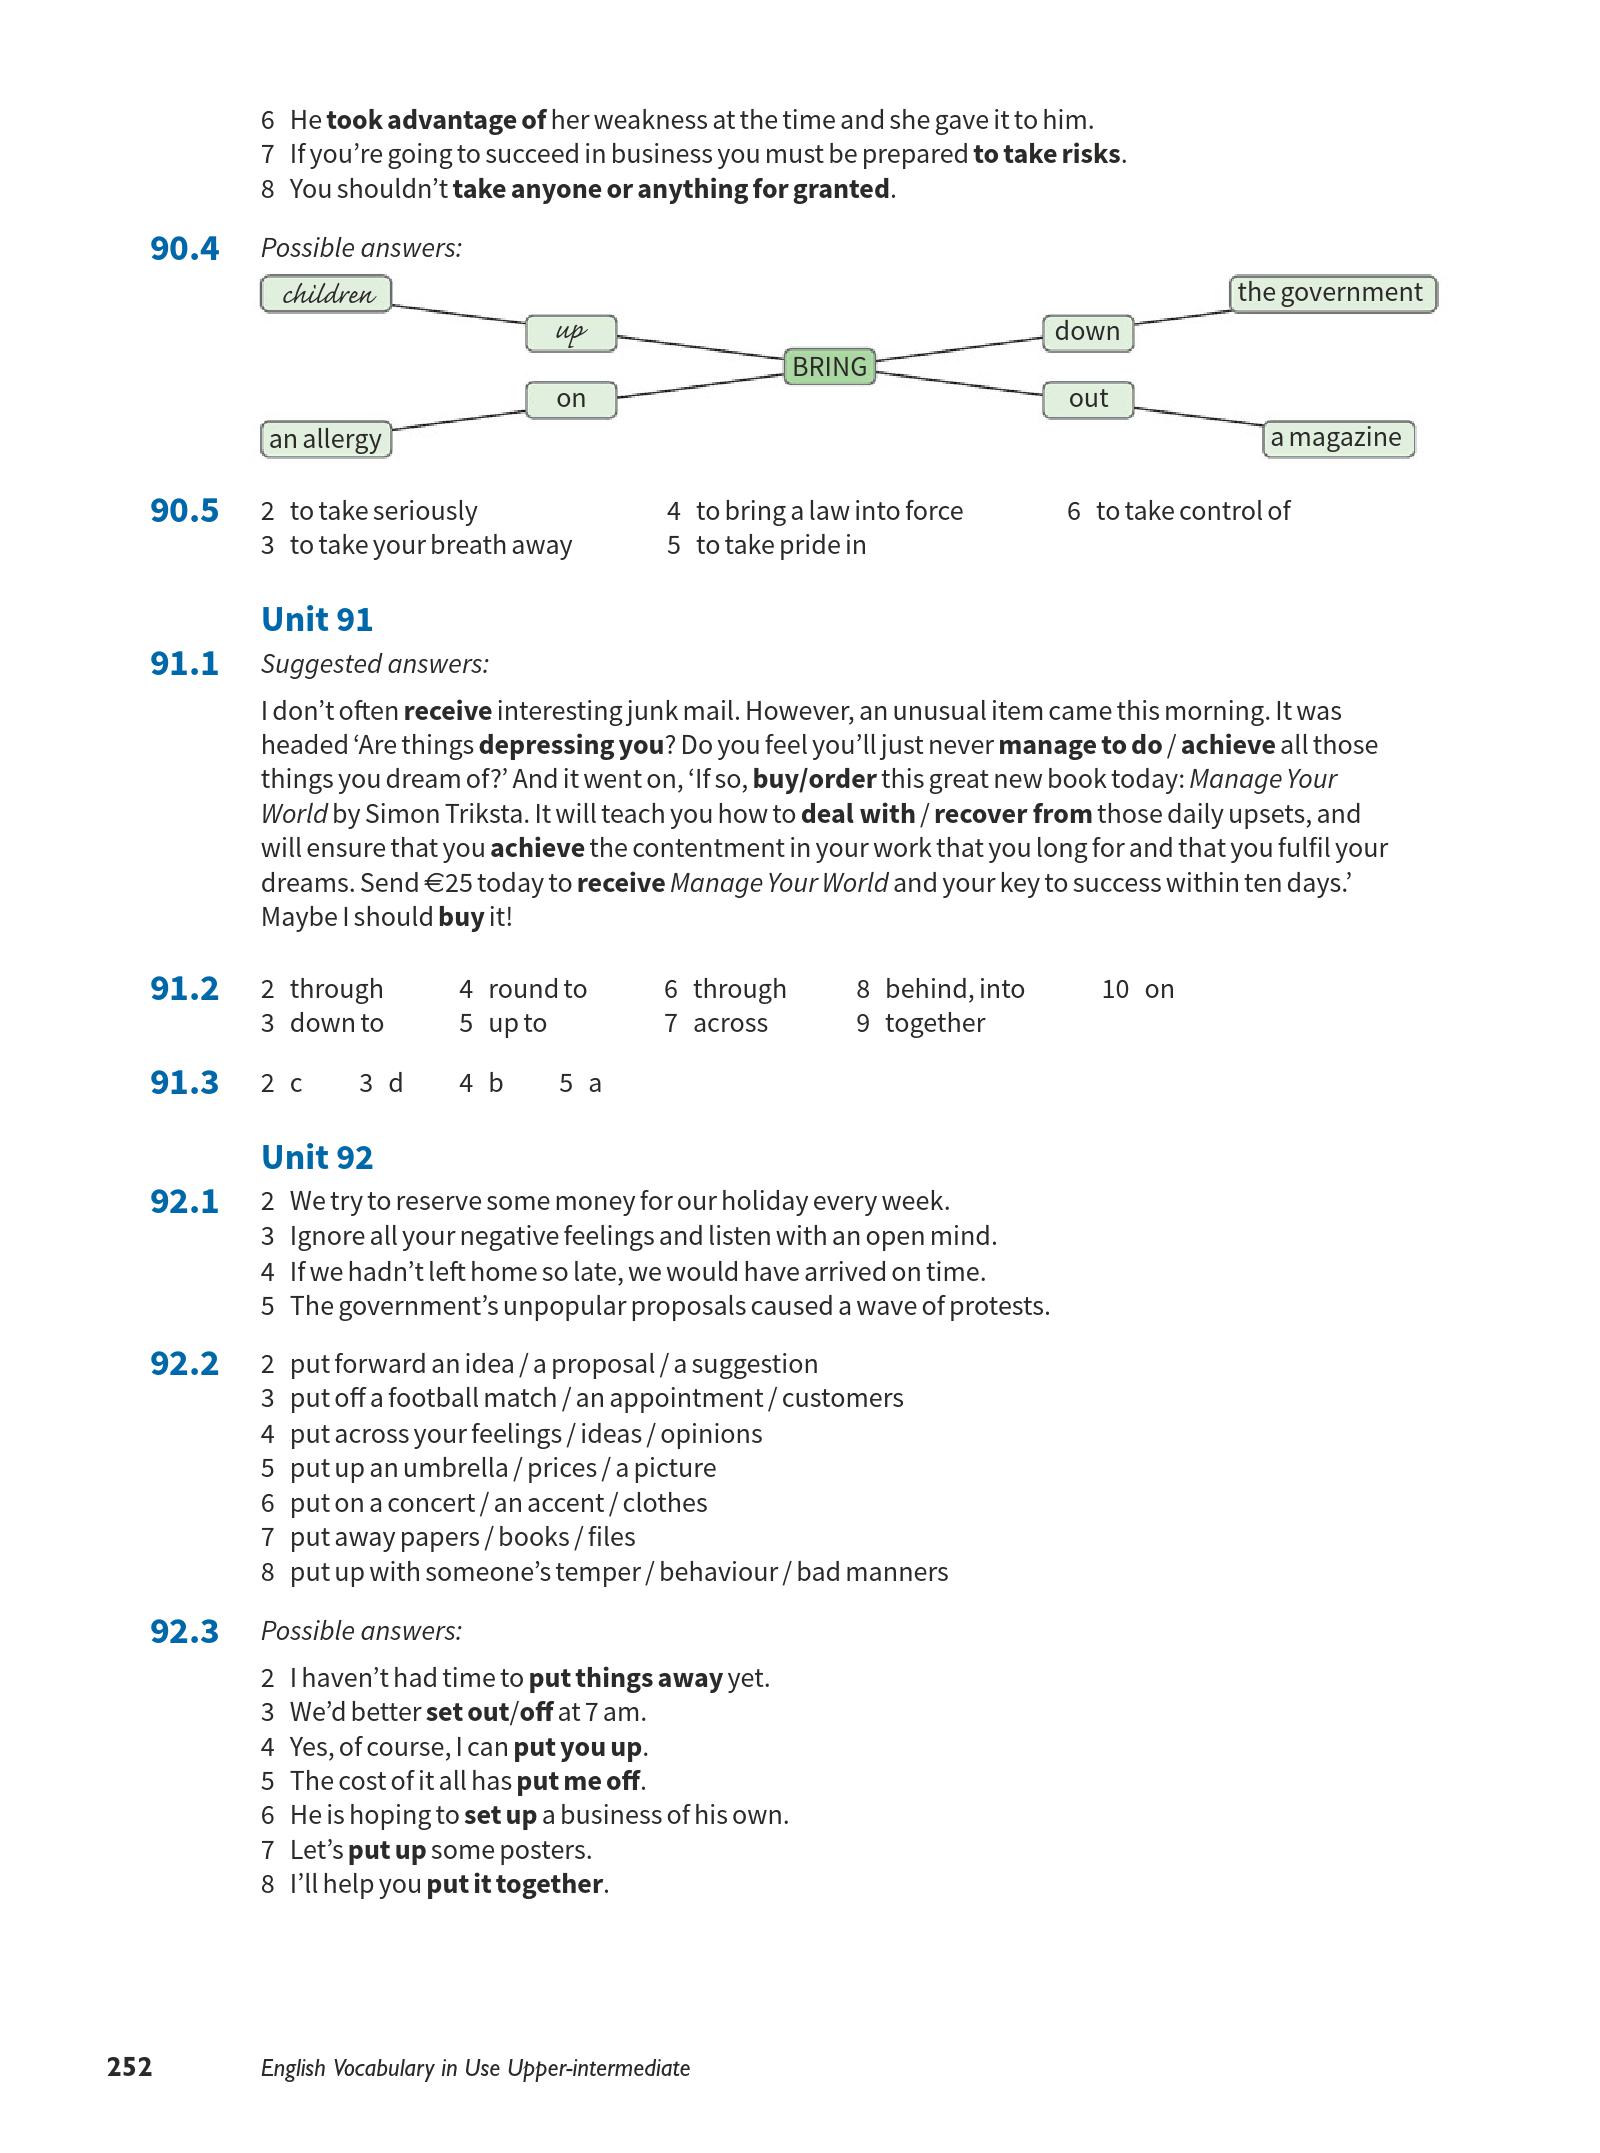 6 He took advantage of her weakness at the time and she gave it to him.
7 If you’re going to succeed in business you must be prepared to take risks.
8 You shouldn’t take anyone or anything for granted.
90.4 Possible answers:
children
the government
up
down
BRING
on
out
an allergy
a magazine
90.5 2 to take seriously 4 to bring a law into force 6 to take control of
3 to take your breath away 5 to take pride in
Unit 91
91.1 Suggested answers:
I don’t often receive interesting junk mail. However, an unusual item came this morning. It was
headed ‘Are things depressing you? Do you feel you’ll just never manage to do / achieve all those
things you dream of?’ And it went on, ‘If so, buy/order this great new book today: Manage Your
World by Simon Triksta. It will teach you how to deal with / recover from those daily upsets, and
will ensure that you achieve the contentment in your work that you long for and that you fulfil your
dreams. Send €25 today to receive Manage Your World and your key to success within ten days.’
Maybe I should buy it!
91.2 2 through 4 round to 6 through 8 behind, into 10 on
3 down to 5 up to 7 across 9 together
91.3 2 c 3 d 4 b 5 a
Unit 92
92.1 2 We try to reserve some money for our holiday every week.
3 Ignore all your negative feelings and listen with an open mind.
4 If we hadn’t left home so late, we would have arrived on time.
5 The government’s unpopular proposals caused a wave of protests.
92.2 2 put forward an idea / a proposal / a suggestion
3 put off a football match / an appointment / customers
4 put across your feelings / ideas / opinions
5 put up an umbrella / prices / a picture
6 put on a concert / an accent / clothes
7 put away papers / books / files
8 put up with someone’s temper / behaviour / bad manners
92.3 Possible answers:
2 I haven’t had time to put things away yet.
3 We’d better set out/off at 7 am.
4 Yes, of course, I can put you up.
5 The cost of it all has put me off.
6 He is hoping to set up a business of his own.
7 Let’s put up some posters.
8 I’ll help you put it together.
252 English Vocabulary in Use Upper-intermediate